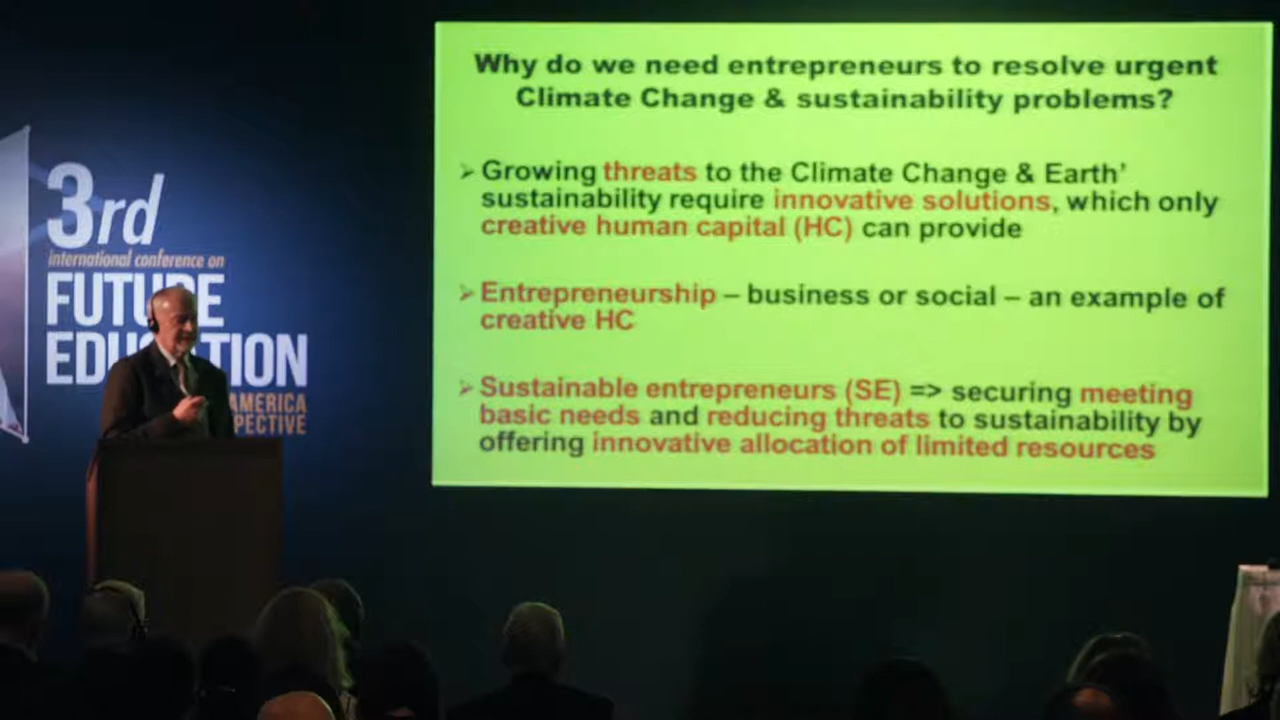 3rd
international conference on
FUTURE
EDUCATION
AMERICA
PECTIVE
Why do we need entrepreneurs to resolve urgent
Climate Change & sustainability problems?
➢ Growing threats to the Climate Change & Earth’
sustainability require innovative solutions, which only
creative human capital (HC) can provide
➢ Entrepreneurship – business or social – an example of
creative HC
➢ Sustainable entrepreneurs (SE) => securing meeting
basic needs and reducing threats to sustainability by
offering innovative allocation of limited resources